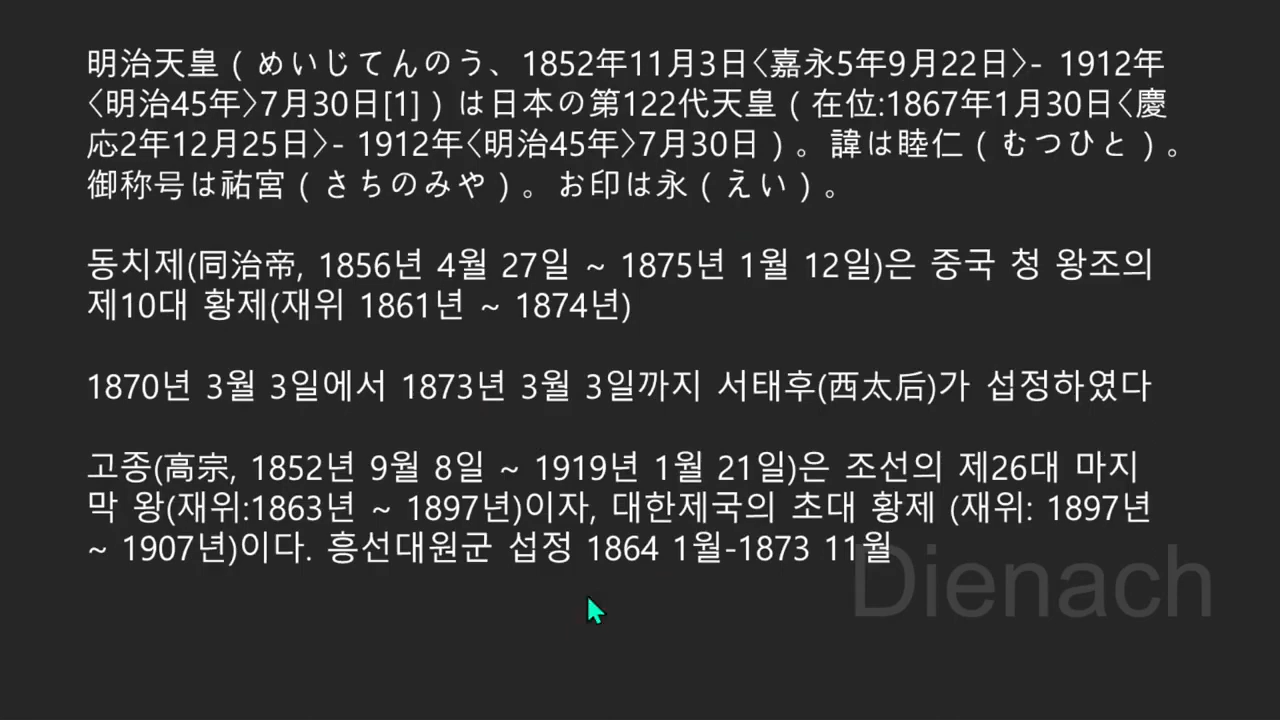 明治天皇（めいじてんのう、1852年11月3日〈嘉永5年9月22日〉- 1912年
〈明治45年〉7月30日[1]）は日本の第122代天皇（在位:1867年1月30日〈慶
応2年12月25日〉- 1912年〈明治45年〉7月30日）。諱は睦仁（むつひと）。
御称号は祐宮（さちのみや）。お印は永（えい）。
동치제(同治帝, 1856년 4월 27일 ~ 1875년 1월 12일)은 중국 청 왕조의
제10대 황제(재위 1861년 ~ 1874년)
1870년 3월 3일에서 1873년 3월 3일까지 서태후(西太后)가 섭정하였다
고종(高宗, 1852년 9월 8일 ~ 1919년 1월 21일)은 조선의 제26대 마지
막 왕(재위:1863년 ~ 1897년)이자, 대한제국의 초대 황제 (재위: 1897년
~ 1907년)이다. 흥선대원군 섭정 1864 1월-1873 11월
Dienach